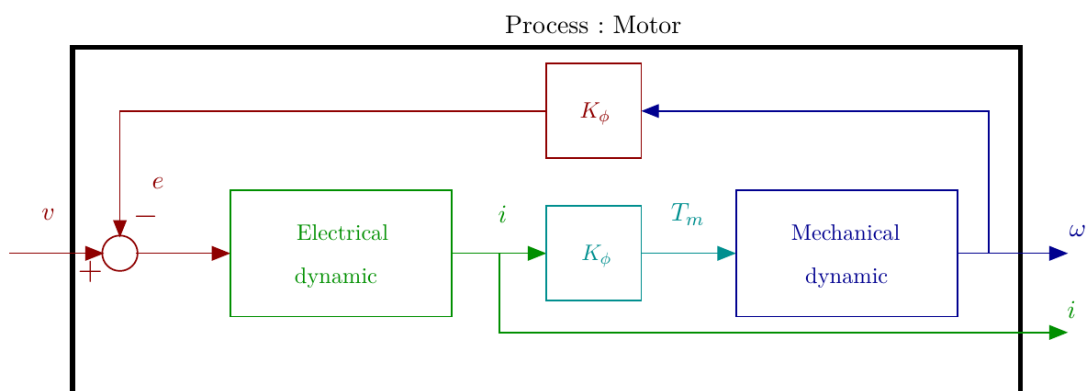 Process : Motor
K_ϕ
e
−
v
+
Electrical
dynamic
i
K_ϕ
T_m
Mechanical
dynamic
ω
i